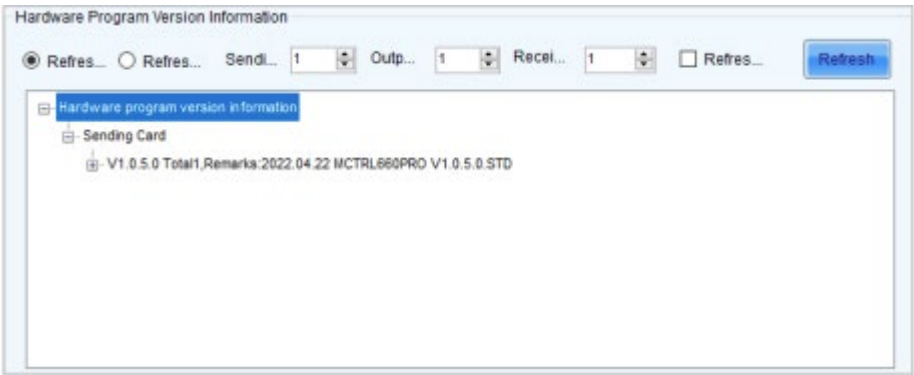 Hardware Program Version Information
Refres... Refres... Sendi... 1 Outp... 1 Recei... 1 Refres... Refresh
Hardware program version information
Sending Card
V1.0.5.0 Total1,Remarks:2022.04.22 MCTRL660PRO V1.0.5.0.STD